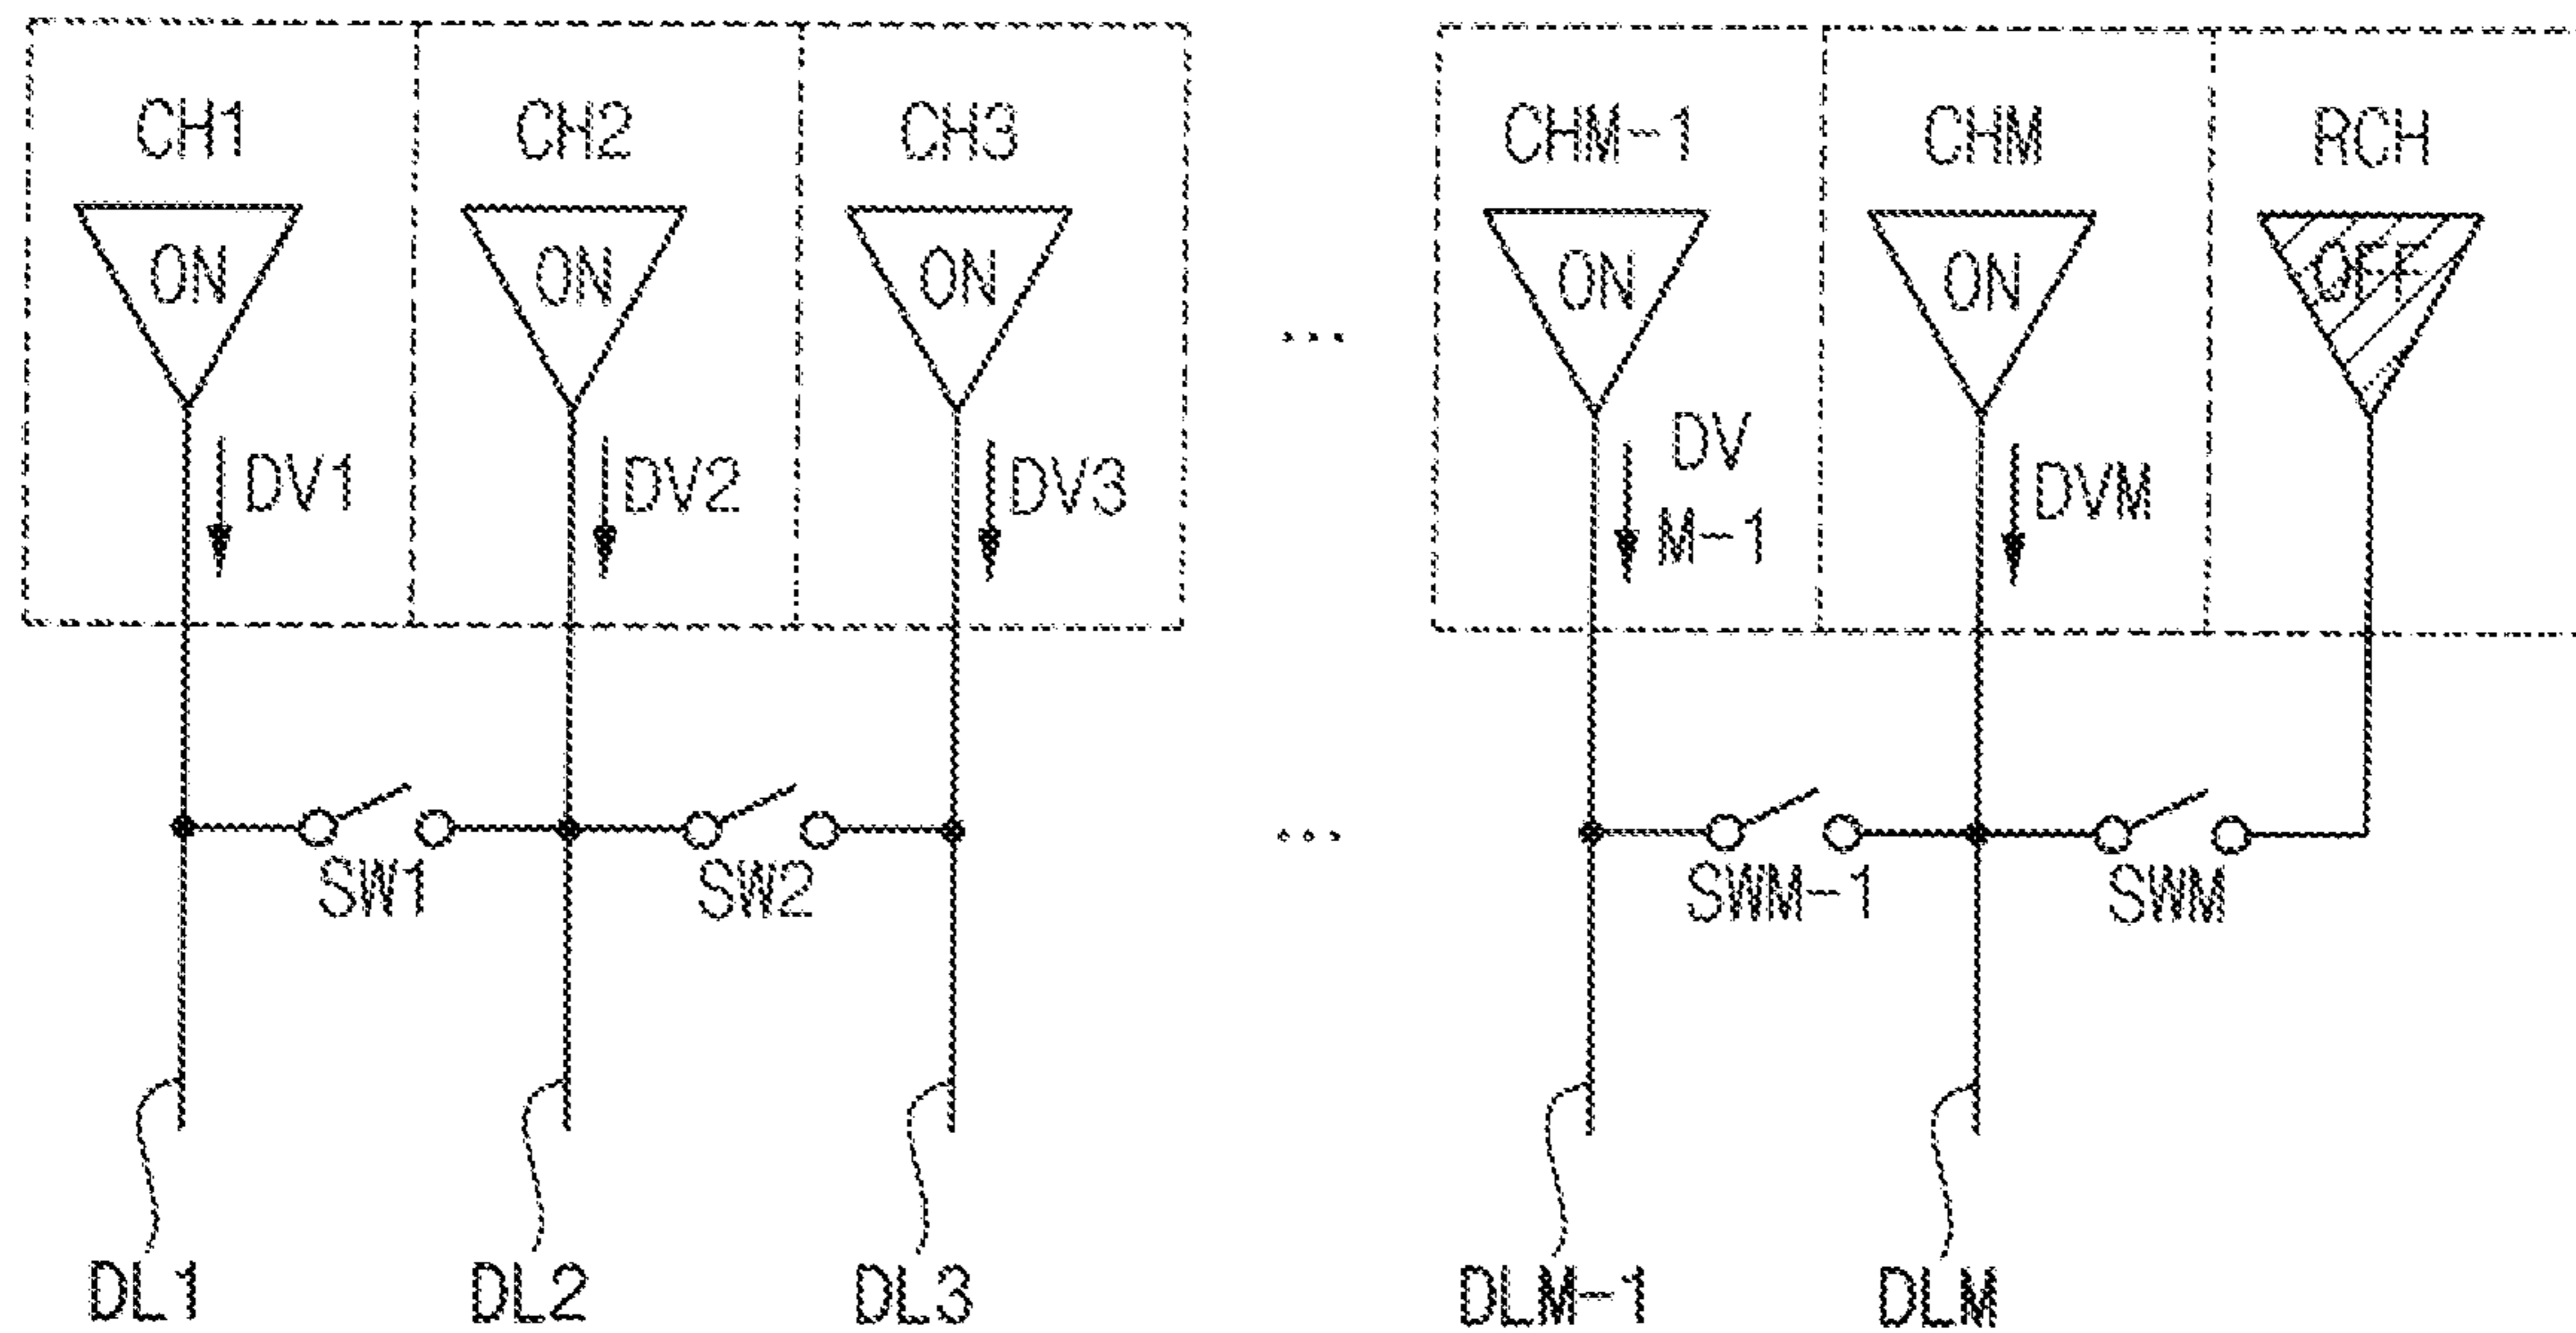 CH1 CH2 CH3 CHM-1 CHM RCH
ON ON ON ... ON ON OFF
DV1 DV2 DV3 DV M-1 DVM
...
SW1 SW2 SWM-1 SWM
DL1 DL2 DL3 DLM-1 DLM